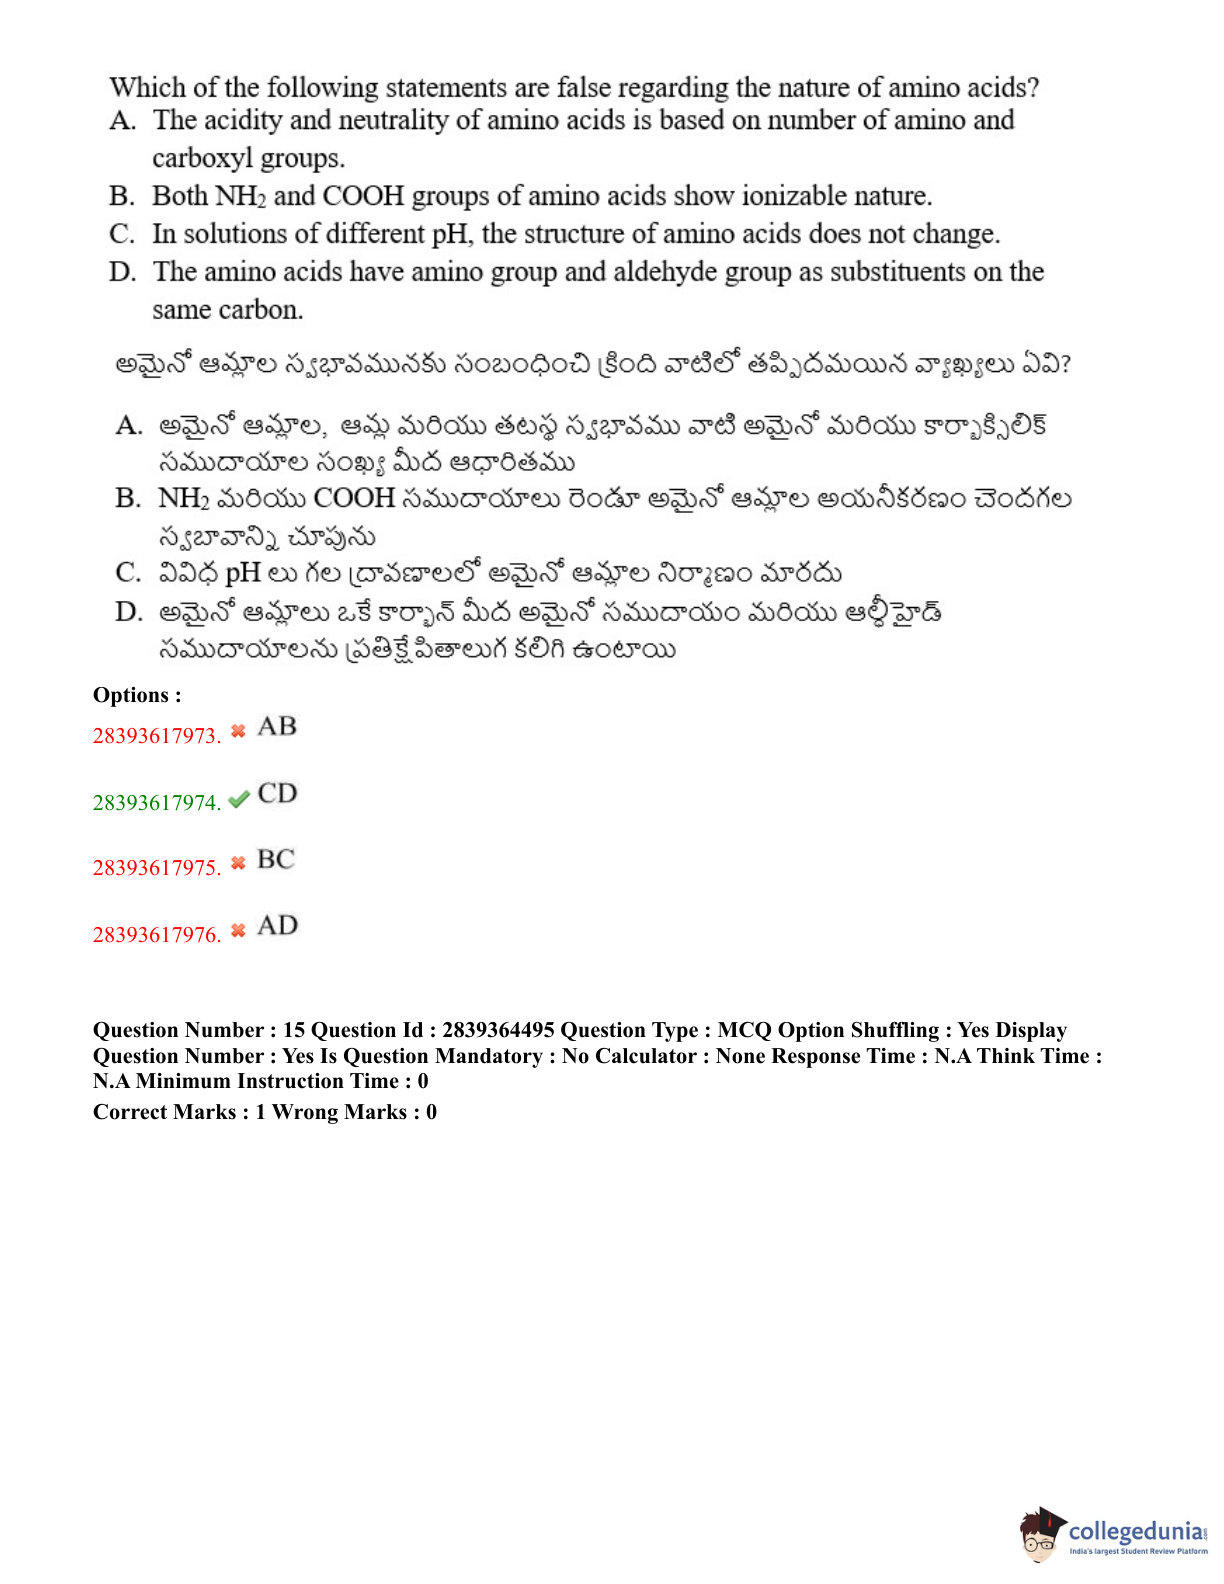 Which of the following statements are false regarding the nature of amino acids?
A. The acidity and neutrality of amino acids is based on number of amino and
carboxyl groups.
B. Both NH₂ and COOH groups of amino acids show ionizable nature.
C. In solutions of different pH, the structure of amino acids does not change.
D. The amino acids have amino group and aldehyde group as substituents on the
same carbon.
అమైనో ఆమ్లాల స్వభావమునకు సంబంధించి క్రింది వాటిలో తప్పిదమయిన వ్యాఖ్యలు ఏవి?
A. అమైనో ఆమ్లాల, ఆమ్ల మరియు తటస్థ స్వభావము వాటి అమైనో మరియు కార్బాక్సిలిక్
సముదాయాల సంఖ్య మీద ఆధారితము
B. NH₂ మరియు COOH సముదాయాలు రెండూ అమైనో ఆమ్లాల అయనీకరణం చెందగల
స్వబావాన్ని చూపును
C. వివిధ pH లు గల ద్రావణాలలో అమైనో ఆమ్లాల నిర్మాణం మారదు
D. అమైనో ఆమ్లాలు ఒకే కార్బాన్ మీద అమైనో సముదాయం మరియు ఆల్డీహైడ్
సముదాయాలను ప్రతిక్షేపితాలుగ కలిగి ఉంటాయి
Options :
28393617973. AB
28393617974. CD
28393617975. BC
28393617976. AD
Question Number : 15 Question Id : 2839364495 Question Type : MCQ Option Shuffling : Yes Display
Question Number : Yes Is Question Mandatory : No Calculator : None Response Time : N.A Think Time :
N.A Minimum Instruction Time : 0
Correct Marks : 1 Wrong Marks : 0
collegedunia
India's largest Student Review Platform